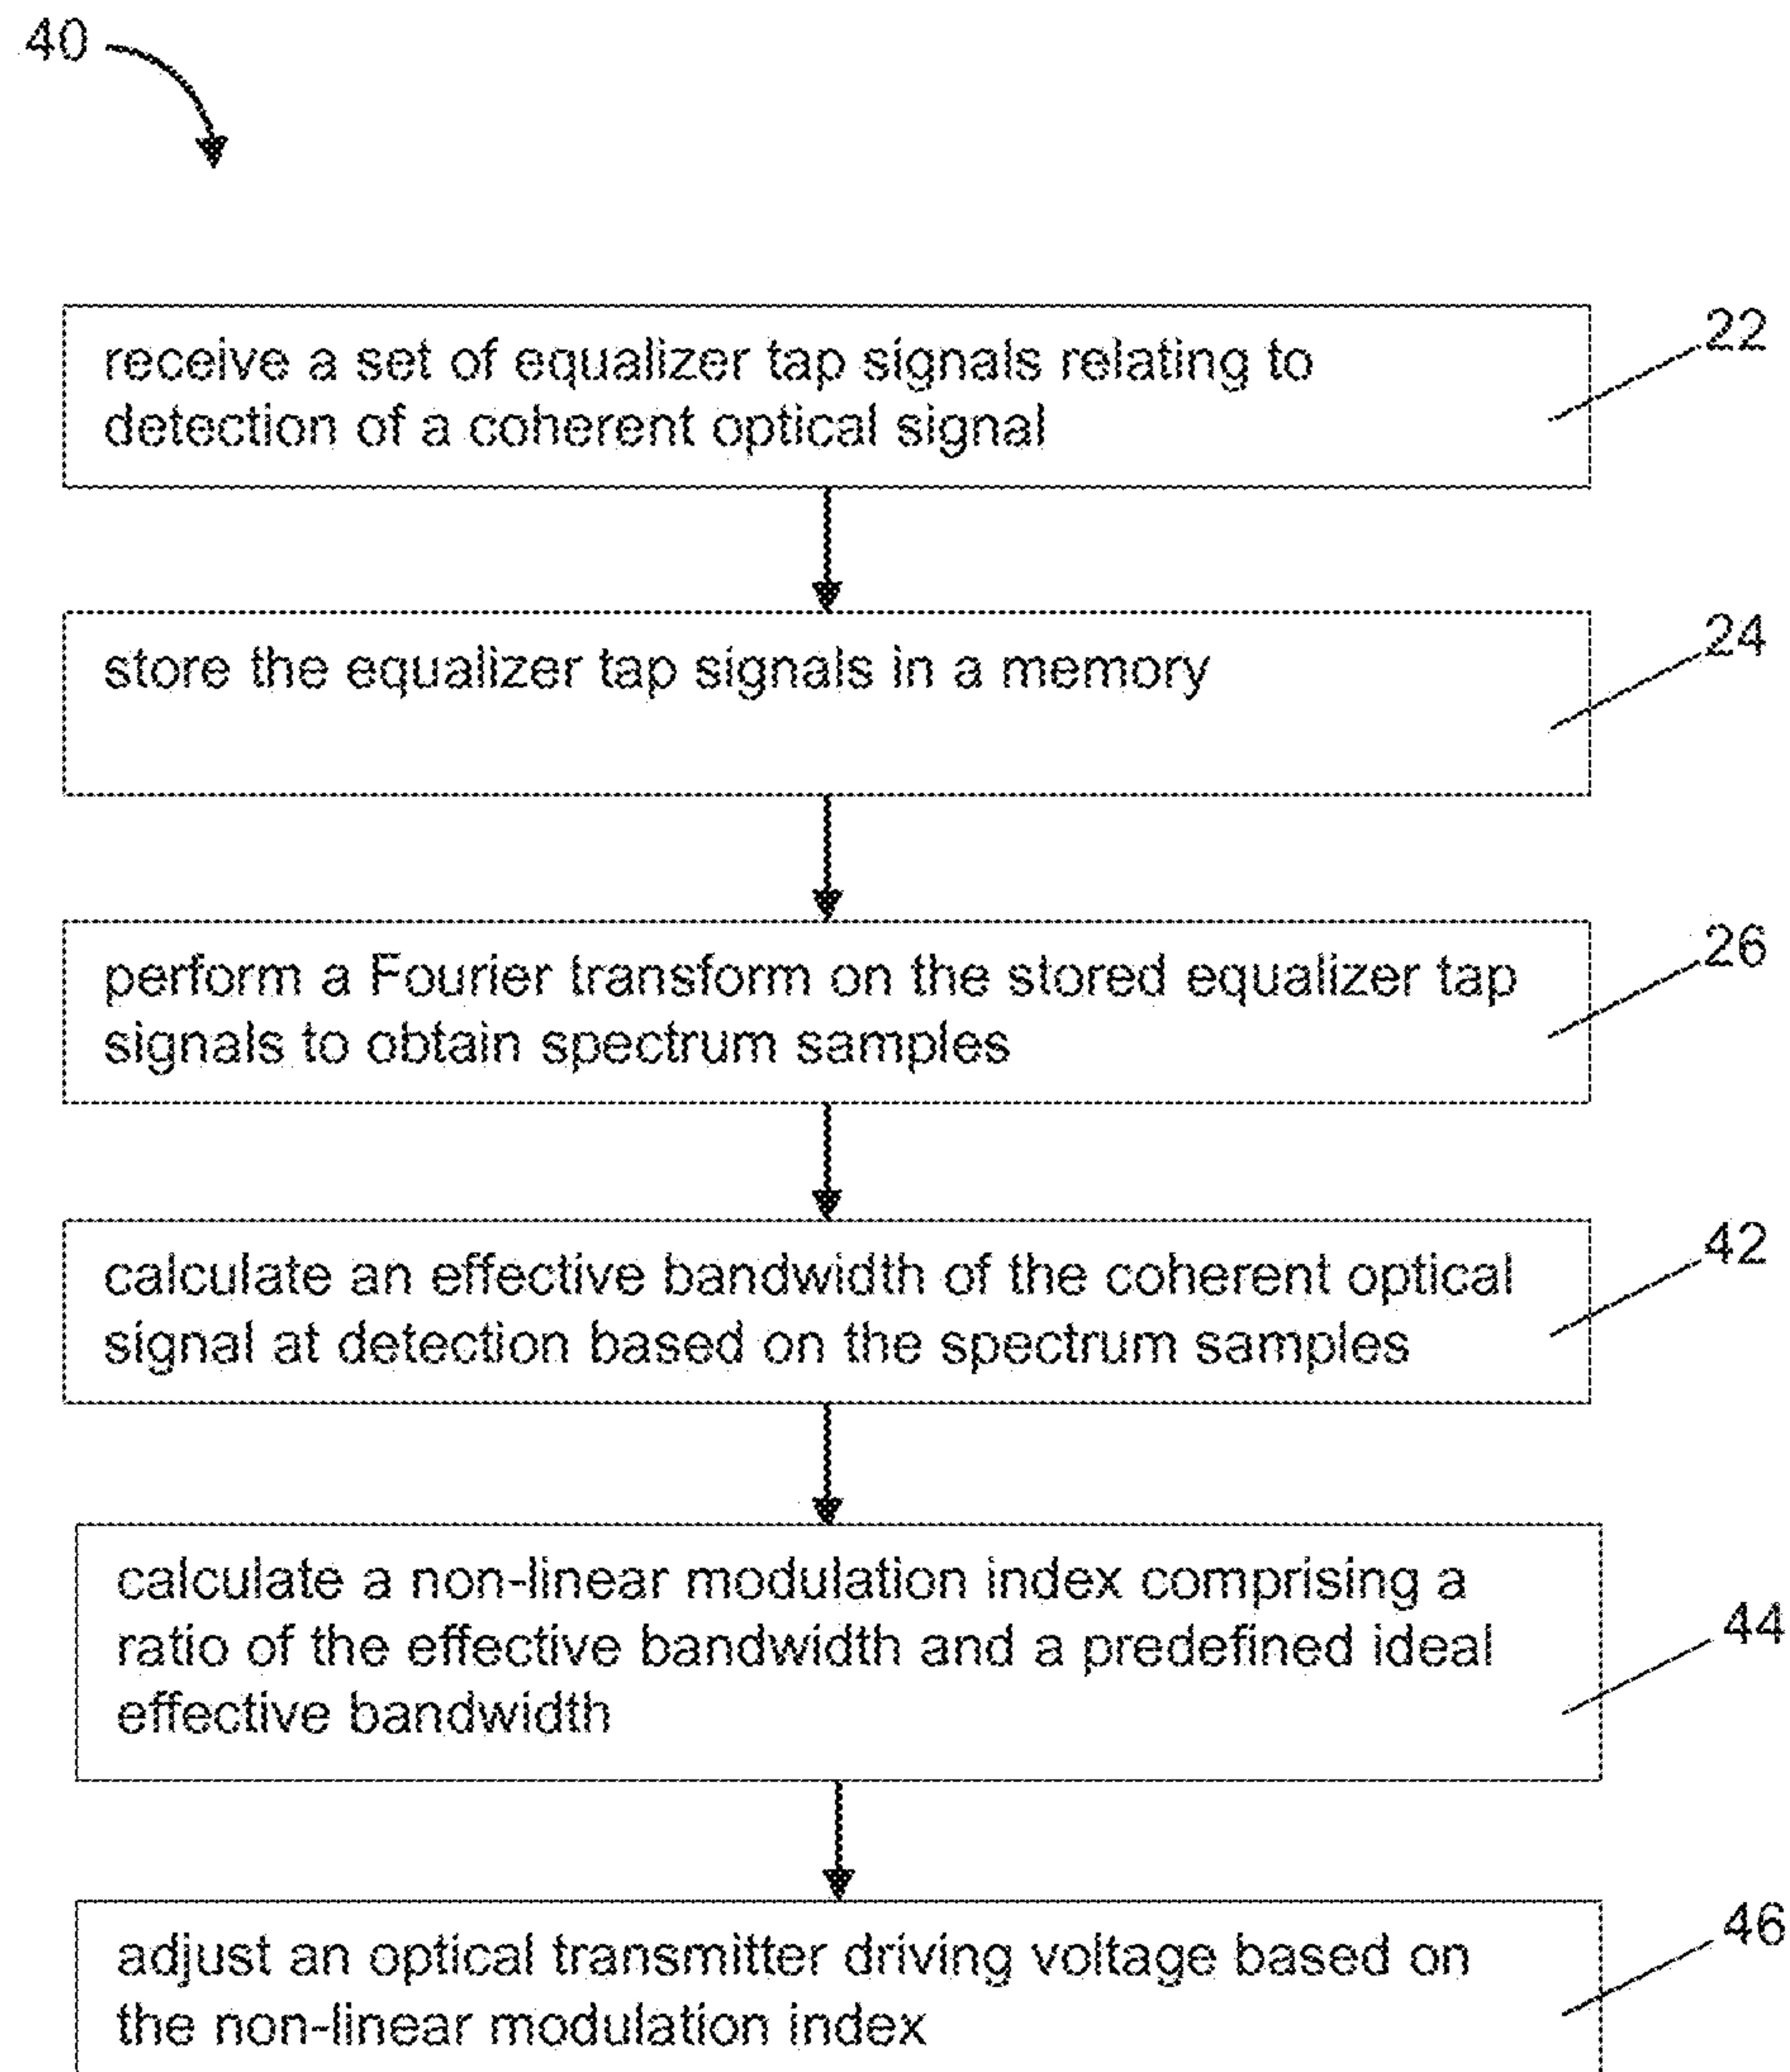 40
receive a set of equalizer tap signals relating to
detection of a coherent optical signal
22
store the equalizer tap signals in a memory
24
perform a Fourier transform on the stored equalizer tap
signals to obtain spectrum samples
26
calculate an effective bandwidth of the coherent optical
signal at detection based on the spectrum samples
42
calculate a non-linear modulation index comprising a
ratio of the effective bandwidth and a predefined ideal
effective bandwidth
44
adjust an optical transmitter driving voltage based on
the non-linear modulation index
46